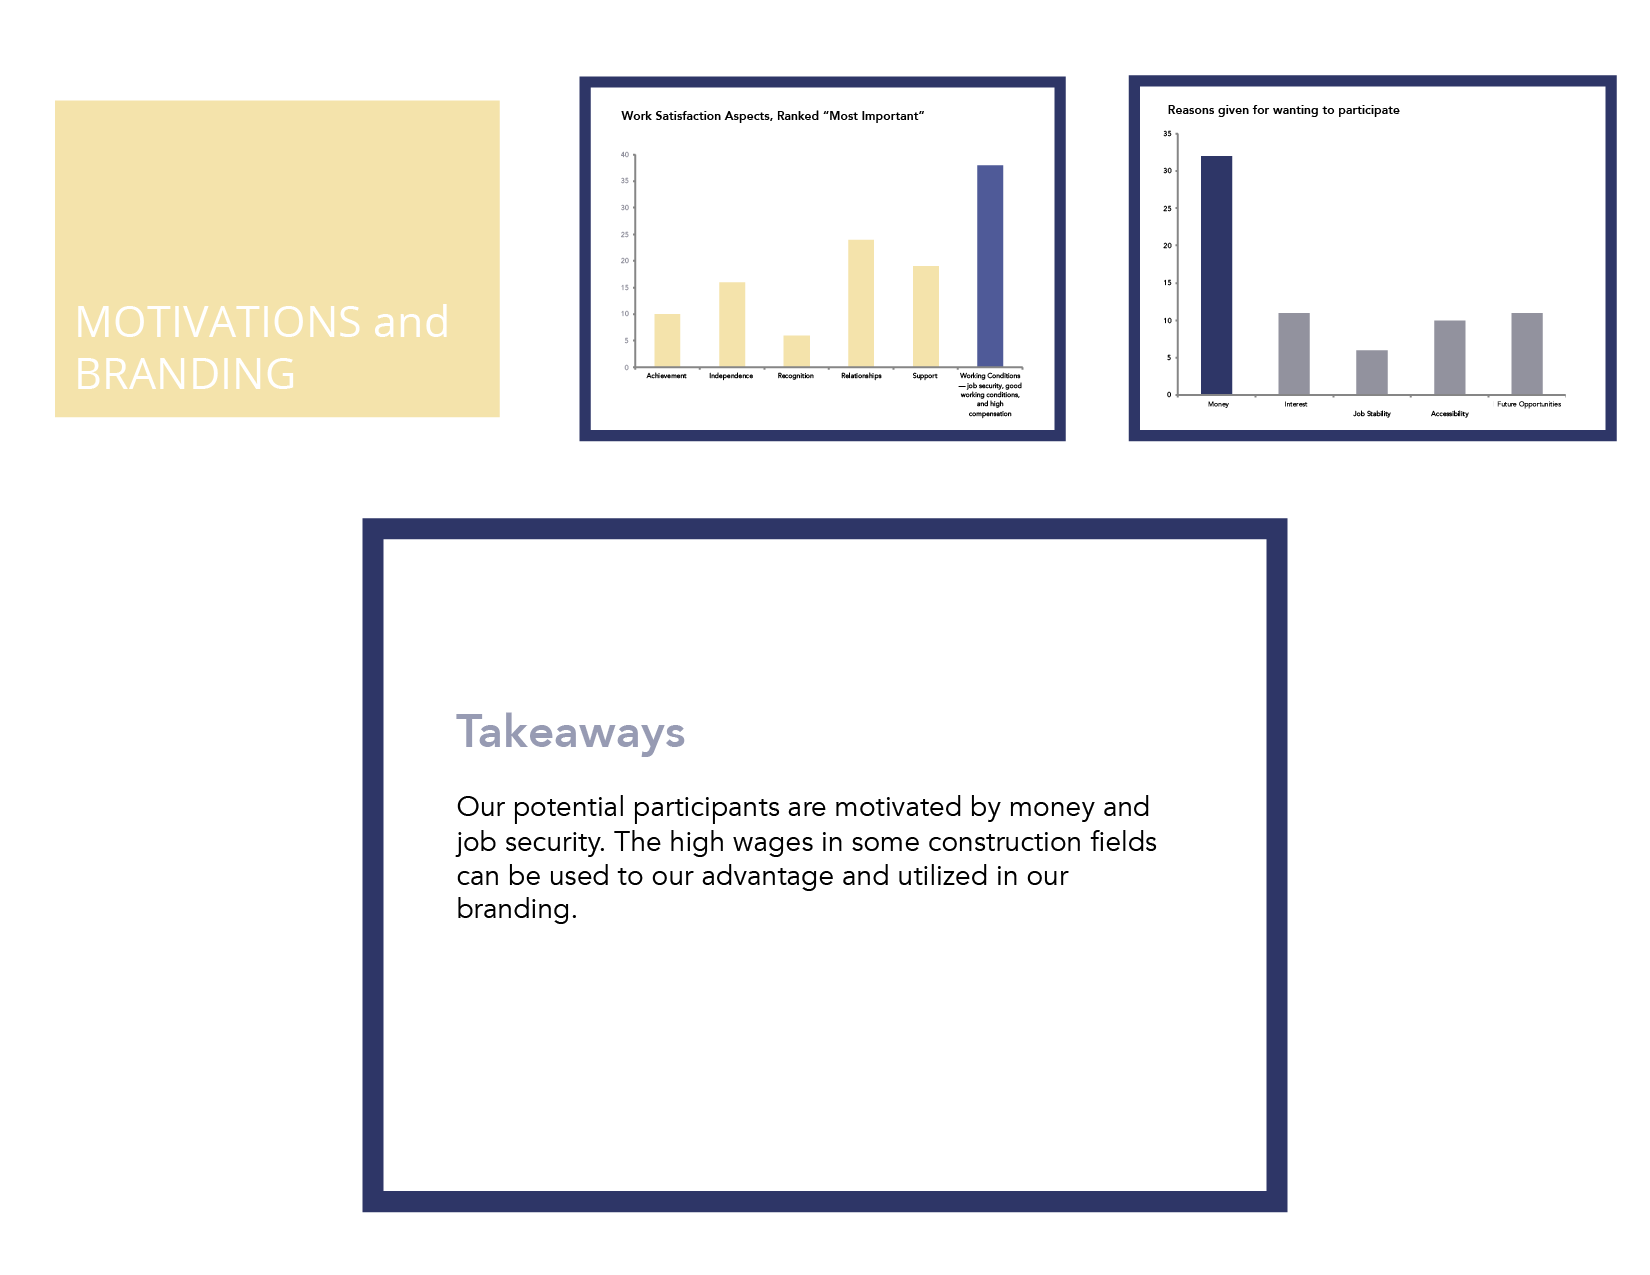 MOTIVATIONS and
BRANDING
Work Satisfaction Aspects, Ranked “Most Important”
40
35
30
25
20
15
10
5
0
Achievement
Independence
Recognition
Relationships
Support
Working Conditions
— job security, good
working conditions,
and high
compensation
Reasons given for wanting to participate
35
30
25
20
15
10
5
0
Money
Interest
Job Stability
Accessibility
Future Opportunities
Takeaways
Our potential participants are motivated by money and
job security. The high wages in some construction fields
can be used to our advantage and utilized in our
branding.